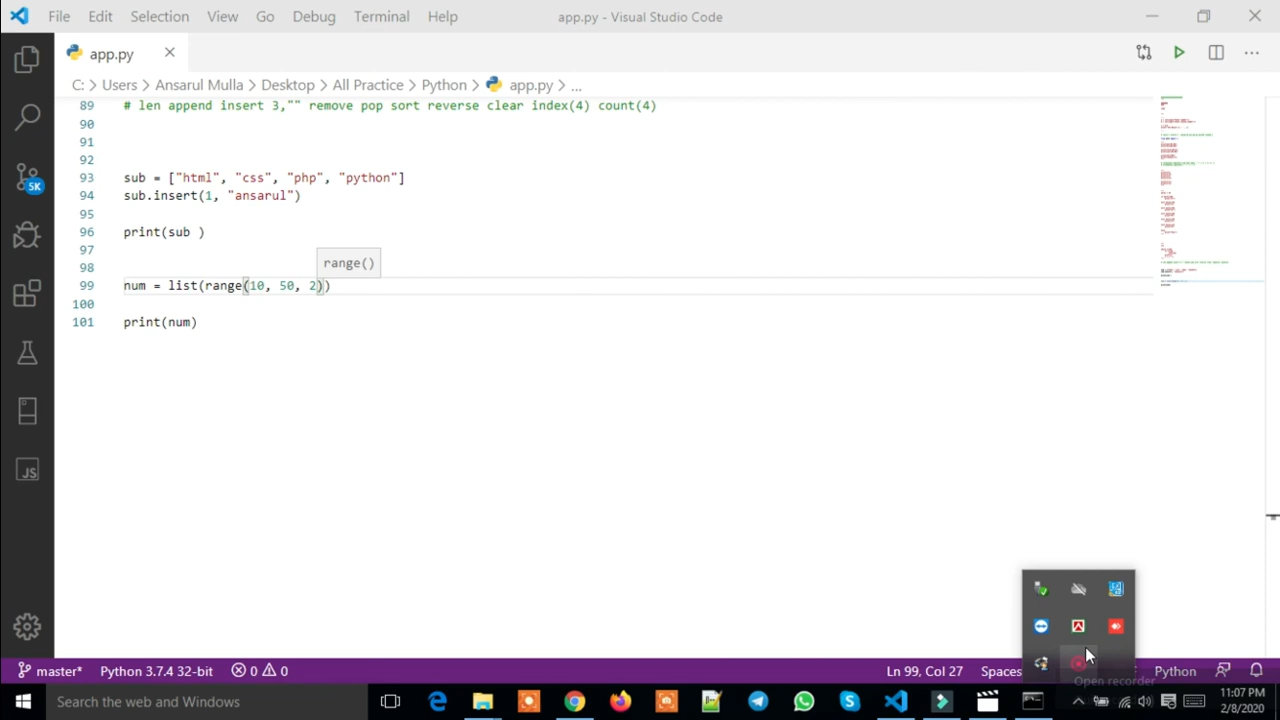 File Edit Selection View Go Debug Terminal Help app.py - Visual Studio Code
app.py
C: > Users > Ansarul Mulla > Desktop > All Practice > Python > app.py > ...
89 # len append insert 3,"" remove pop sort reverse clear index(4) count(4)
90
91
92
93 sub = ["html", "css", "php", "python"]
94 sub.insert(1, "ansarul")
95
96 print(sub )
97
98
range()
99 num = list(range(10, 50, 2))
100
101 print(num)
5K
JS
Open recorder
master* Python 3.7.4 32-bit 0 0 Ln 99, Col 27 Spaces Python
Search the web and Windows
11:07 PM
2/8/2020